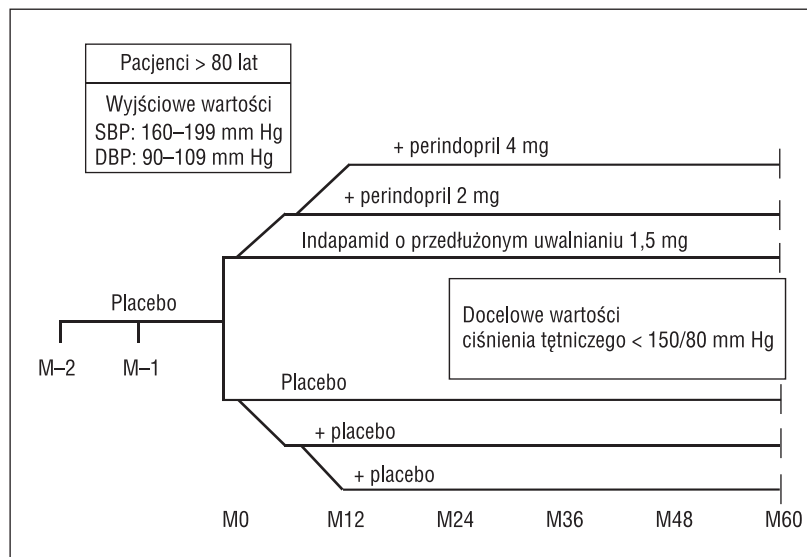 Pacjenci > 80 lat
Wyjściowe wartości
SBP: 160–199 mm Hg
DBP: 90–109 mm Hg
+ perindopril 4 mg
+ perindopril 2 mg
Indapamid o przedłużonym uwalnianiu 1,5 mg
Placebo
M–2 M–1
Docelowe wartości
ciśnienia tętniczego < 150/80 mm Hg
Placebo
+ placebo
+ placebo
M0 M12 M24 M36 M48 M60